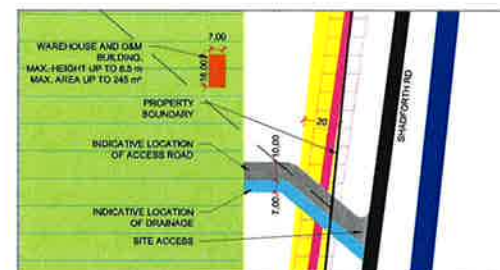 7.00
WAREHOUSE AND O&M
BUILDING.
MAX. HEIGHT UP TO 6.5 m
MAX. AREA UP TO 245 m²
16.00
PROPERTY
BOUNDARY
20
SHADFORTH RD
INDICATIVE LOCATION
OF ACCESS ROAD
10.00
7.00
INDICATIVE LOCATION
OF DRAINAGE
SITE ACCESS